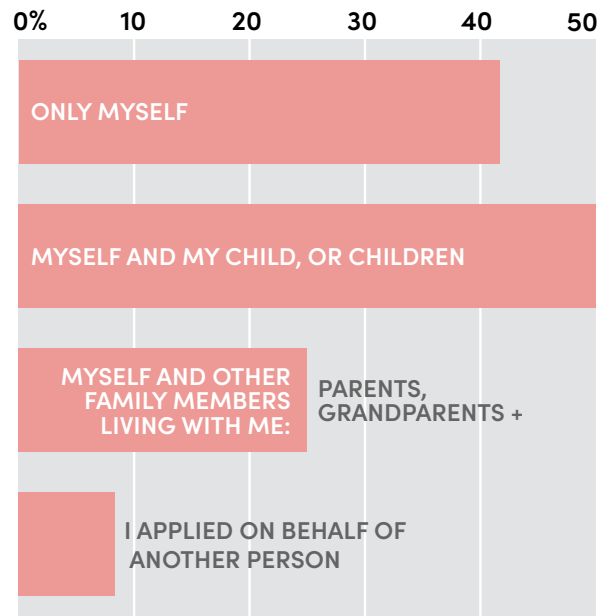 0% 10 20 30 40 50
ONLY MYSELF
MYSELF AND MY CHILD, OR CHILDREN
MYSELF AND OTHER
FAMILY MEMBERS
LIVING WITH ME:
PARENTS,
GRANDPARENTS +
I APPLIED ON BEHALF OF
ANOTHER PERSON